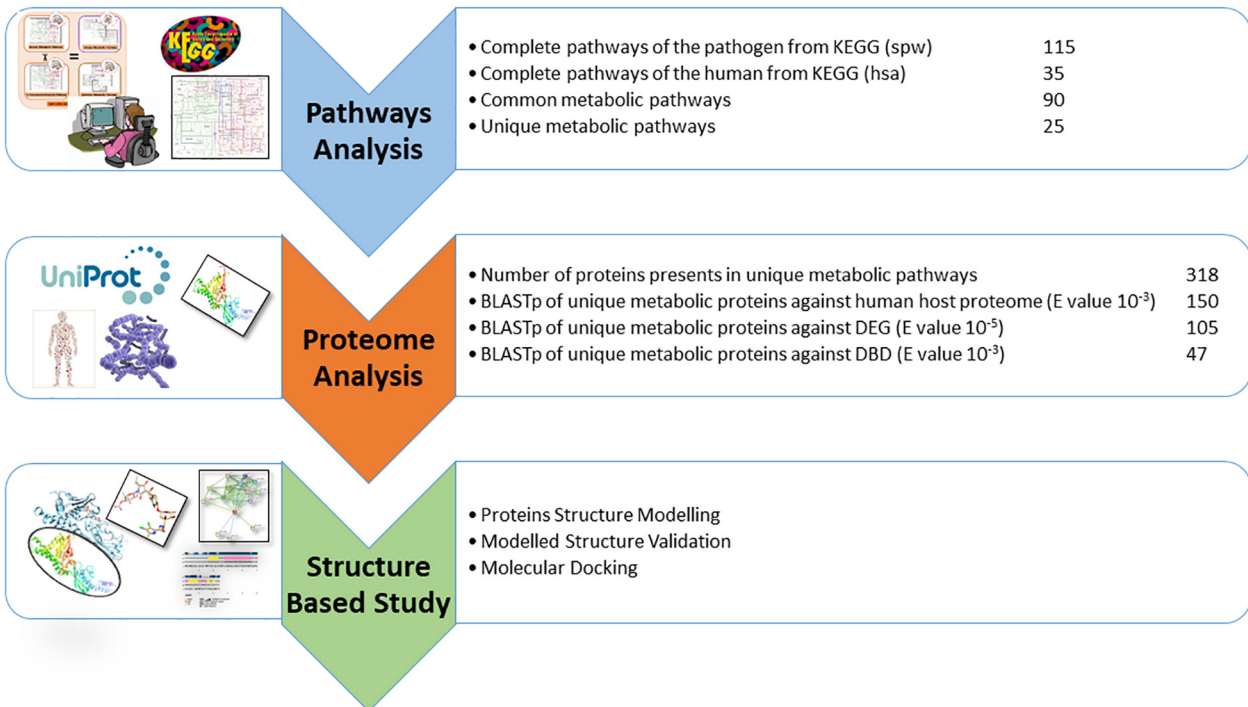 KEGG
Pathways
Analysis
• Complete pathways of the pathogen from KEGG (spw) 115
• Complete pathways of the human from KEGG (hsa) 35
• Common metabolic pathways 90
• Unique metabolic pathways 25
UniProt
Proteome
Analysis
• Number of proteins presents in unique metabolic pathways 318
• BLASTp of unique metabolic proteins against human host proteome (E value 10⁻³) 150
• BLASTp of unique metabolic proteins against DEG (E value 10⁻⁵) 105
• BLASTp of unique metabolic proteins against DBD (E value 10⁻³) 47
Structure
Based Study
• Proteins Structure Modelling
• Modelled Structure Validation
• Molecular Docking